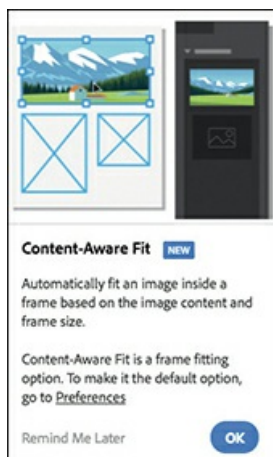 Content-Aware Fit NEW
Automatically fit an image inside a
frame based on the image content and
frame size.
Content-Aware Fit is a frame fitting
option. To make it the default option,
go to Preferences
Remind Me Later OK